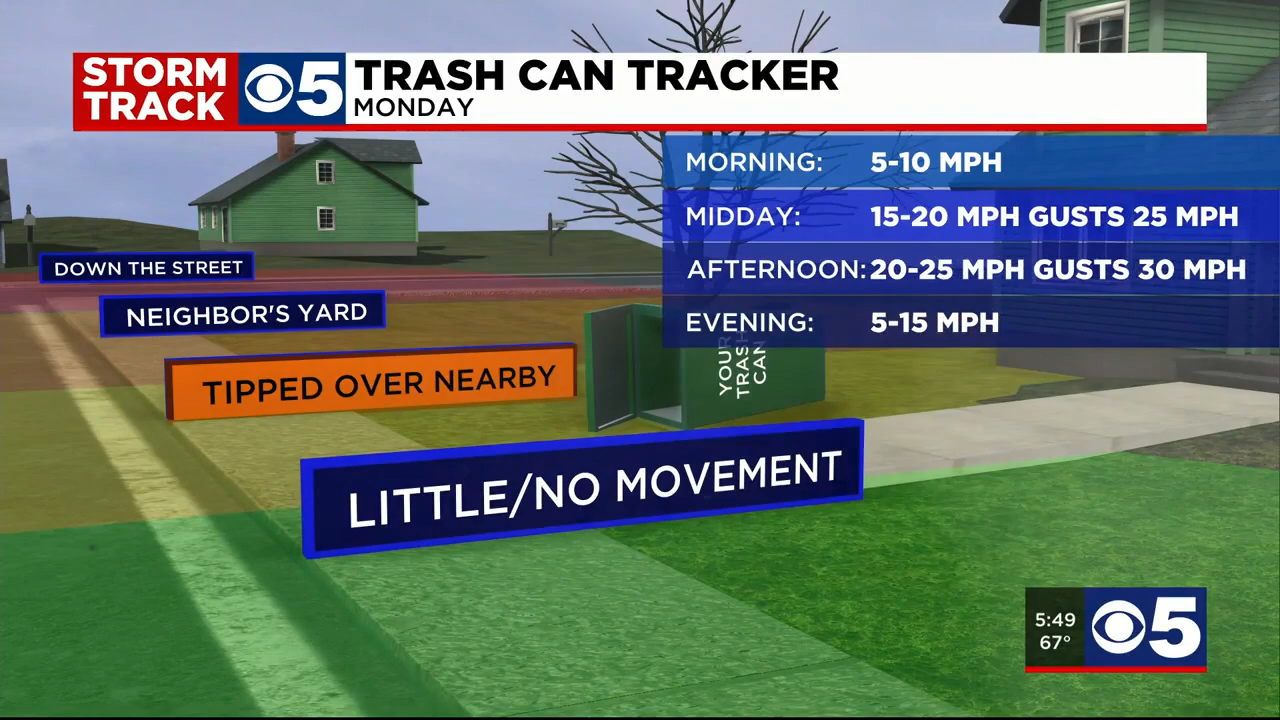 STORM
TRACK
5
TRASH CAN TRACKER
MONDAY
MORNING: 5-10 MPH
MIDDAY: 15-20 MPH GUSTS 25 MPH
AFTERNOON: 20-25 MPH GUSTS 30 MPH
EVENING: 5-15 MPH
DOWN THE STREET
NEIGHBOR'S YARD
TIPPED OVER NEARBY
YOUR
TRASH
CAN
LITTLE/NO MOVEMENT
5:49
67°
5